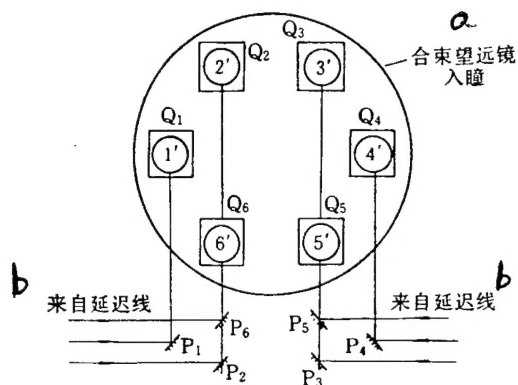 a
Q₃
合束望远镜
入瞳
2′
Q₂
3′
Q₁
Q₄
1′
4′
Q₆
Q₅
6′
5′
b
b
来自延迟线
来自延迟线
P₆
P₅
P₁
P₄
P₂
P₃